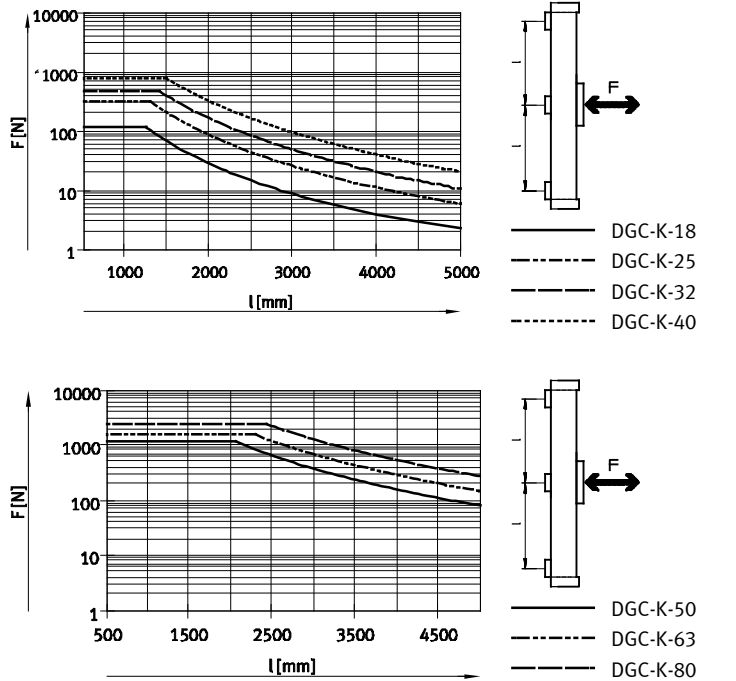 10000
1000
100
10
1
F [N]
1000 2000 3000 4000 5000
l [mm]
l
l
F
DGC-K-18
DGC-K-25
DGC-K-32
DGC-K-40
10000
1000
100
10
1
F [N]
500 1500 2500 3500 4500
l [mm]
l
l
F
DGC-K-50
DGC-K-63
DGC-K-80